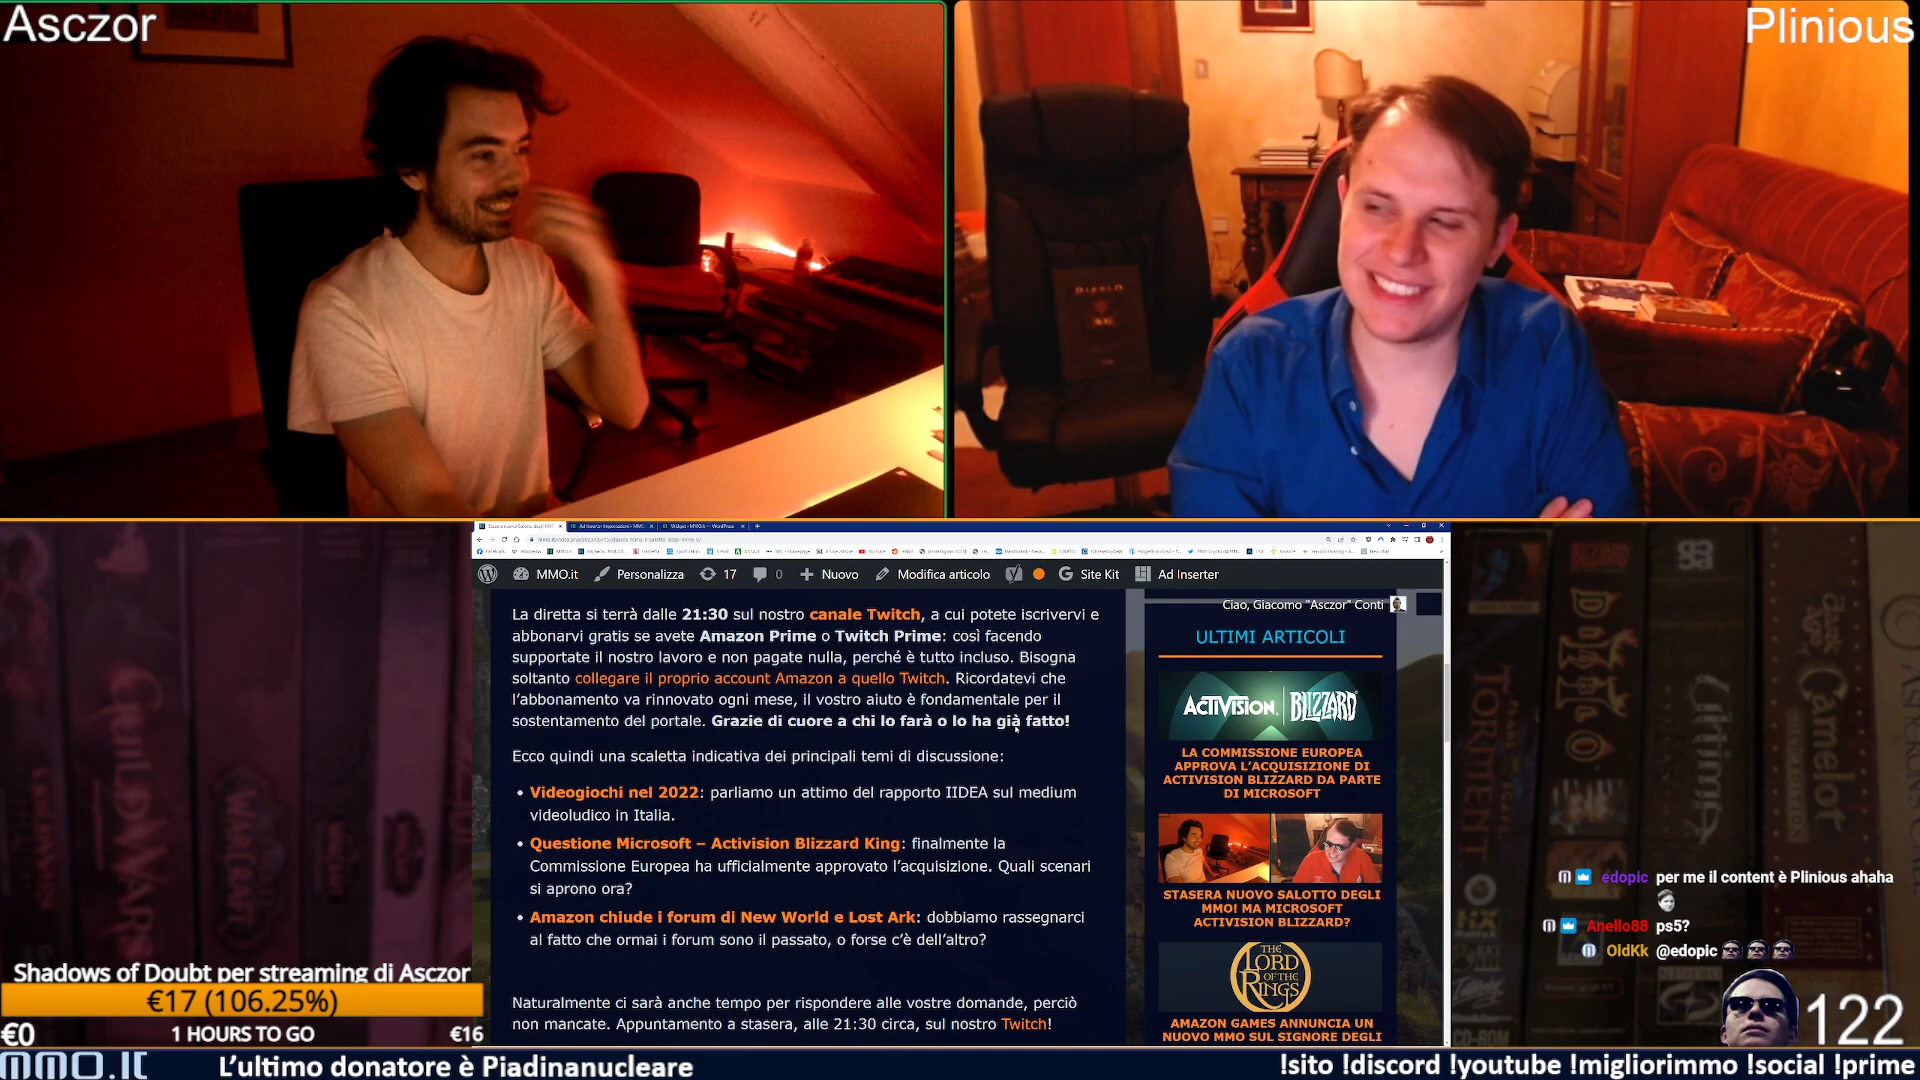 Asczor
Plinious
DIABLO
MMO.it
Personalizza
17
0
Nuovo
Modifica articolo
Site Kit
Ad Inserter
Ciao, Giacomo "Asczor" Conti
La diretta si terrà dalle 21:30 sul nostro canale Twitch, a cui potete iscrivervi e
abbonarvi gratis se avete Amazon Prime o Twitch Prime: così facendo
supportate il nostro lavoro e non pagate nulla, perché è tutto incluso. Bisogna
soltanto collegare il proprio account Amazon a quello Twitch. Ricordatevi che
l'abbonamento va rinnovato ogni mese, il vostro aiuto è fondamentale per il
sostentamento del portale. Grazie di cuore a chi lo farà o lo ha già fatto!
Ecco quindi una scaletta indicativa dei principali temi di discussione:
• Videogiochi nel 2022: parliamo un attimo del rapporto IIDEA sul medium
videoludico in Italia.
• Questione Microsoft – Activision Blizzard King: finalmente la
Commissione Europea ha ufficialmente approvato l'acquisizione. Quali scenari
si aprono ora?
• Amazon chiude i forum di New World e Lost Ark: dobbiamo rassegnarci
al fatto che ormai i forum sono il passato, o forse c'è dell'altro?
Naturalmente ci sarà anche tempo per rispondere alle vostre domande, perciò
non mancate. Appuntamento a stasera, alle 21:30 circa, sul nostro Twitch!
ULTIMI ARTICOLI
ACTIVISION | BLIZZARD
LA COMMISSIONE EUROPEA
APPROVA L'ACQUISIZIONE DI
ACTIVISION BLIZZARD DA PARTE
DI MICROSOFT
STASERA NUOVO SALOTTO DEGLI
MMO! MA MICROSOFT
ACTIVISION BLIZZARD?
THE
LORD
OF THE
RINGS
AMAZON GAMES ANNUNCIA UN
NUOVO MMO SUL SIGNORE DEGLI
GUILD WARS
WARCRAFT
TORMENT
DIABLO
Ultima
Camelot
CD-ROM
edopic per me il content è Plinious ahaha
Anello88 ps5?
OldKk @edopic
122
Shadows of Doubt per streaming di Asczor
€17 (106.25%)
€0
1 HOURS TO GO
€16
MMO.IT
L'ultimo donatore è Piadinanucleare
!sito !discord !youtube !migliorimmo !social !prime